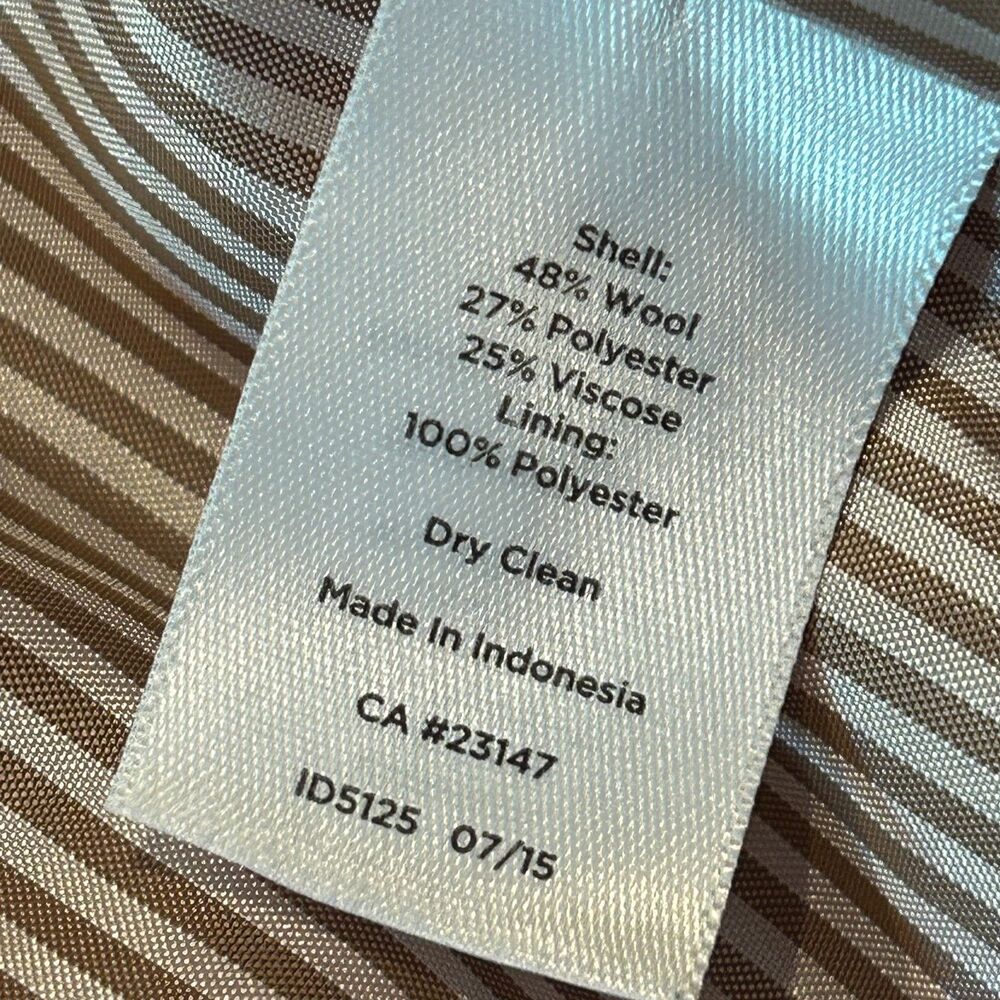 Shell:
48% Wool
27% Polyester
25% Viscose
Lining:
100% Polyester
Dry Clean
Made In Indonesia
CA #23147
ID5125 07/15